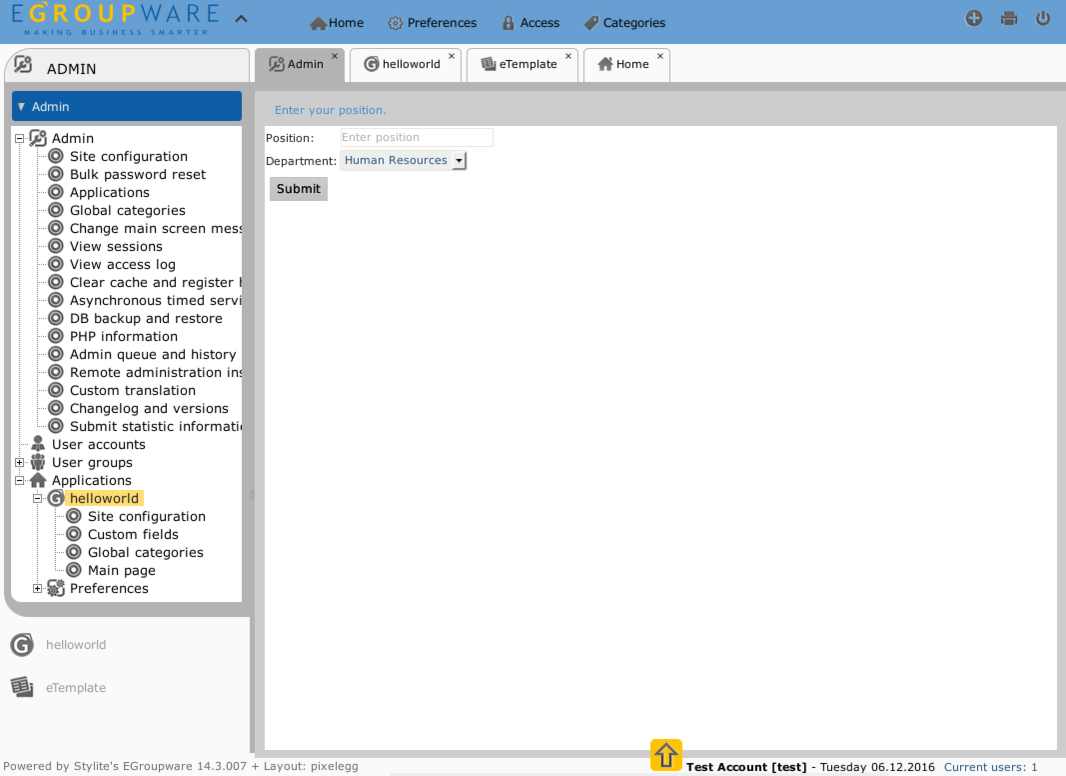 EGROUPWARE
MAKING BUSINESS SMARTER
Home
Preferences
Access
Categories
ADMIN
Admin
helloworld
eTemplate
Home
Admin
Admin
Site configuration
Bulk password reset
Applications
Global categories
Change main screen mess
View sessions
View access log
Clear cache and register
Asynchronous timed servi
DB backup and restore
PHP information
Admin queue and history
Remote administration ins
Custom translation
Changelog and versions
Submit statistic informati
User accounts
User groups
Applications
helloworld
Site configuration
Custom fields
Global categories
Main page
Preferences
helloworld
eTemplate
Enter your position.
Position: Enter position
Department: Human Resources
Submit
Powered by Stylite's EGroupware 14.3.007 + Layout: pixelegg
Test Account [test] - Tuesday 06.12.2016 Current users: 1